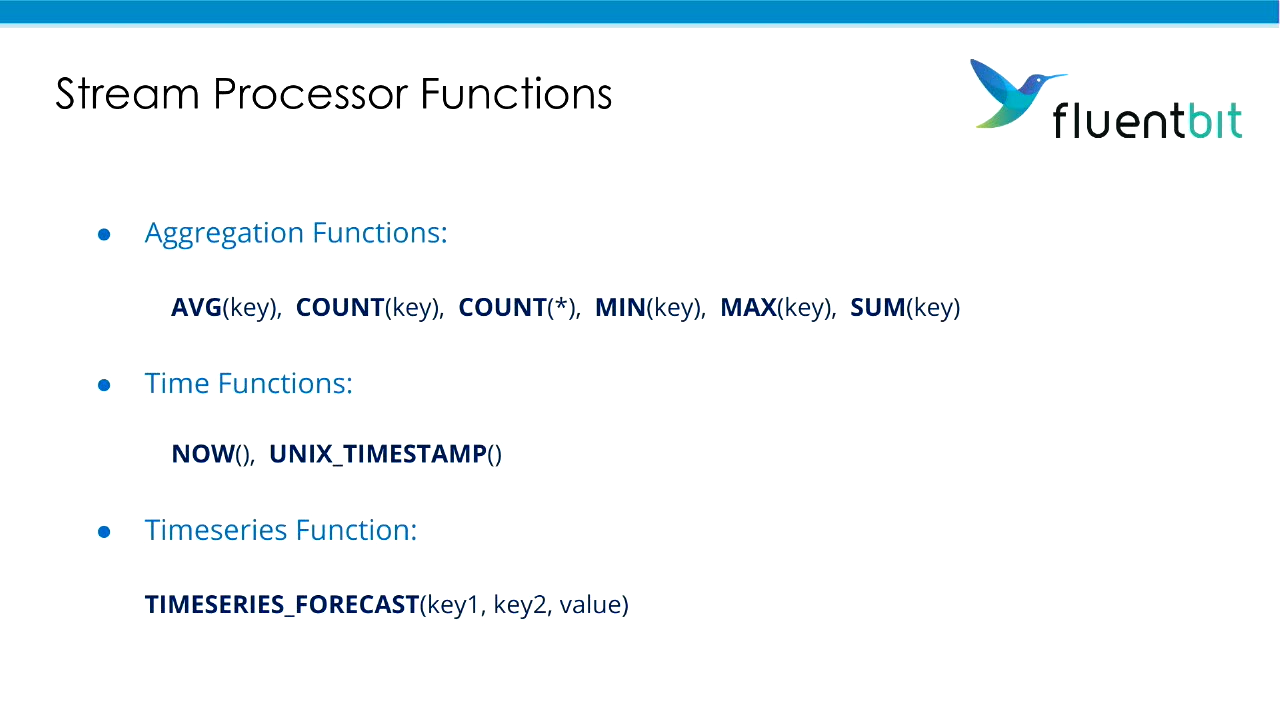 Stream Processor Functions
fluentbit
● Aggregation Functions:
AVG(key), COUNT(key), COUNT(*), MIN(key), MAX(key), SUM(key)
● Time Functions:
NOW(), UNIX_TIMESTAMP()
● Timeseries Function:
TIMESERIES_FORECAST(key1, key2, value)